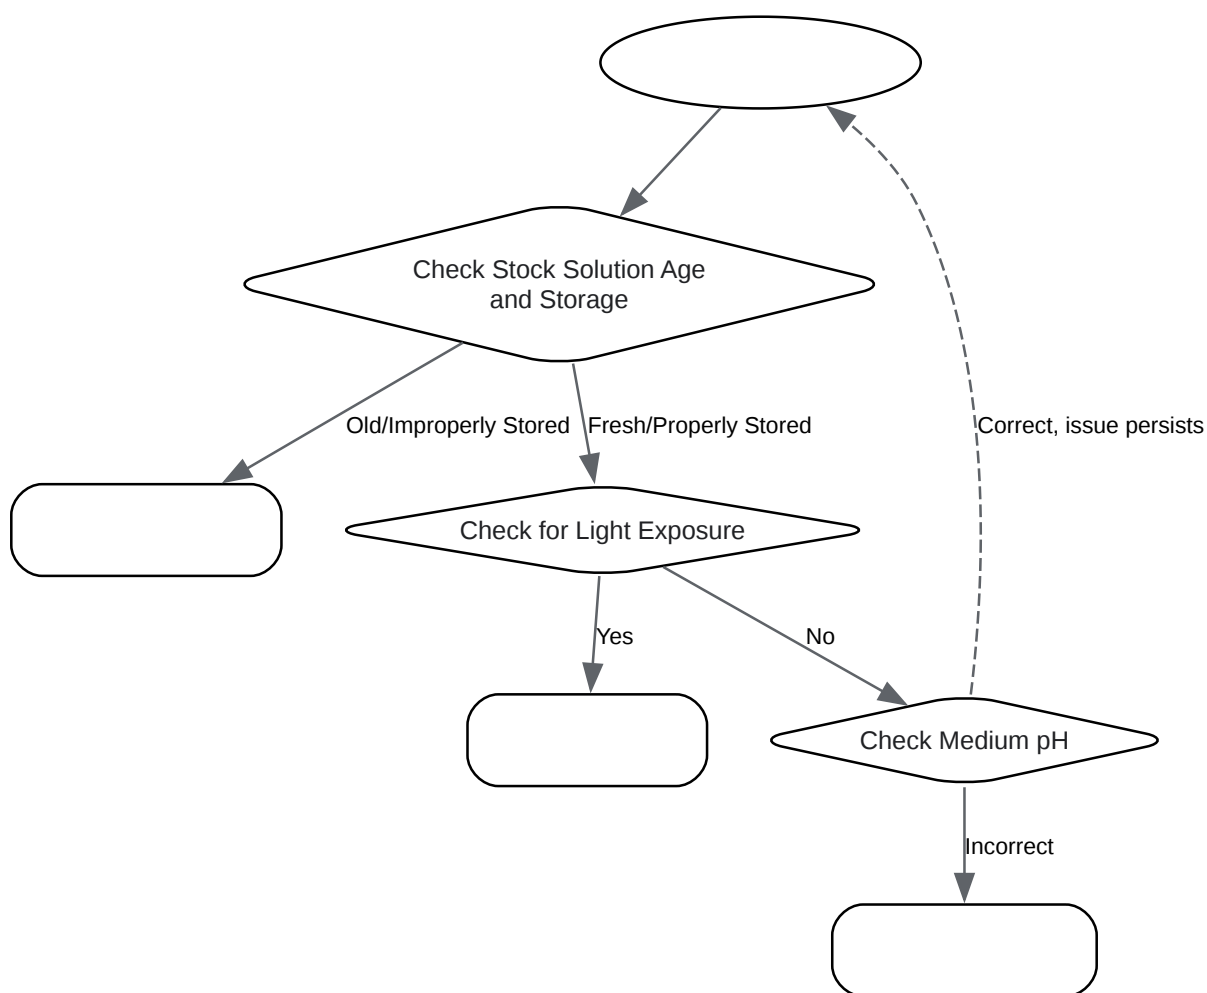 Check Stock Solution Age
and Storage
Old/Improperly Stored
Fresh/Properly Stored
Correct, issue persists
Check for Light Exposure
Yes
No
Check Medium pH
Incorrect